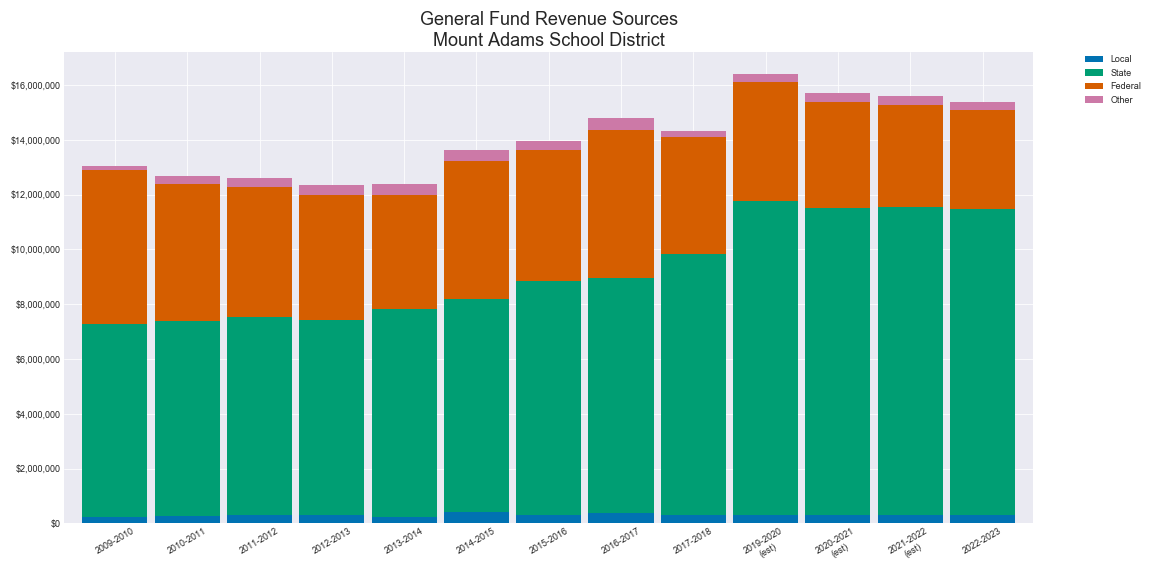 General Fund Revenue Sources
Mount Adams School District
Local
State
Federal
Other
$16,000,000
$14,000,000
$12,000,000
$10,000,000
$8,000,000
$6,000,000
$4,000,000
$2,000,000
$0
2009-2010
2010-2011
2011-2012
2012-2013
2013-2014
2014-2015
2015-2016
2016-2017
2017-2018
2019-2020
(est)
2020-2021
(est)
2021-2022
(est)
2022-2023